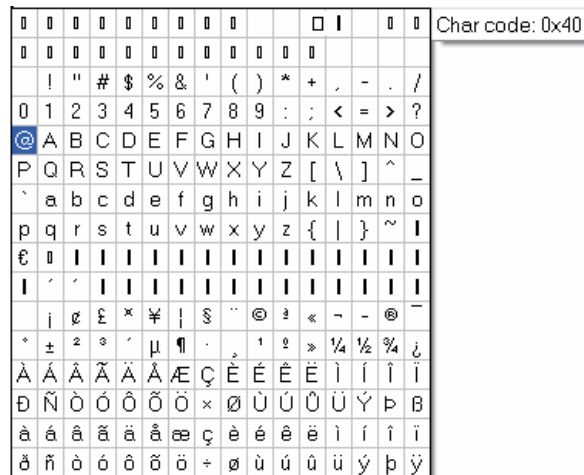 ▯ ▯ ▯ ▯ ▯ ▯ ▯ ▯ ▯ □ ▎ ▯ ▯ Char code: 0x40
▯ ▯ ▯ ▯ ▯ ▯ ▯ ▯ ▯ ▯ ▯ ▯ ▯
! " # $ % & ' ( ) * + , - . /
0 1 2 3 4 5 6 7 8 9 : ; < = > ?
@ A B C D E F G H I J K L M N O
P Q R S T U V W X Y Z [ \ ] ^ _
` a b c d e f g h i j k l m n o
p q r s t u v w x y z { | } ~
€
¡ ¢ £ ¤ ¥ ¦ § ¨ © ª « ¬ - ® ¯
° ± ² ³ ´ µ ¶ · ¸ ¹ º » ¼ ½ ¾ ¿
À Á Â Ã Ä Å Æ Ç È É Ê Ë Ì Í Î Ï
Ð Ñ Ò Ó Ô Õ Ö × Ø Ù Ú Û Ü Ý Þ ß
à á â ã ä å æ ç è é ê ë ì í î ï
ð ñ ò ó ô õ ö ÷ ø ù ú û ü ý þ ÿ